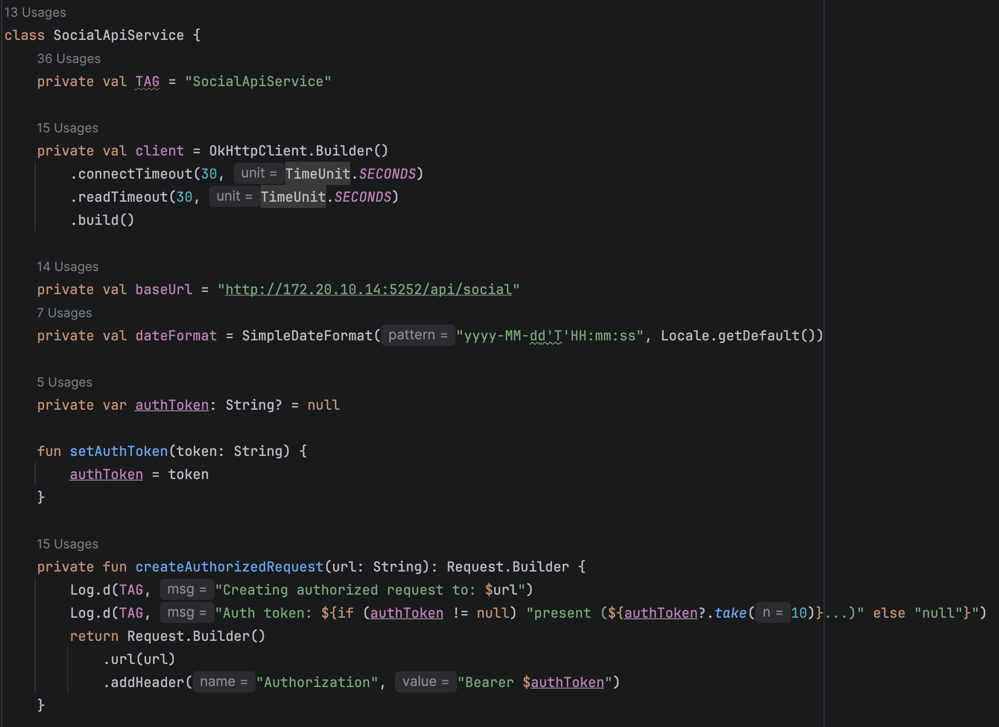 13 Usages
class SocialApiService {
36 Usages
private val TAG = "SocialApiService"
15 Usages
private val client = OkHttpClient.Builder()
.connectTimeout(30, unit = TimeUnit.SECONDS)
.readTimeout(30, unit = TimeUnit.SECONDS)
.build()
14 Usages
private val baseUrl = "http://172.20.10.14:5252/api/social"
7 Usages
private val dateFormat = SimpleDateFormat( pattern = "yyyy-MM-dd'T'HH:mm:ss", Locale.getDefault())
5 Usages
private var authToken: String? = null
fun setAuthToken(token: String) {
authToken = token
}
15 Usages
private fun createAuthorizedRequest(url: String): Request.Builder {
Log.d(TAG, msg = "Creating authorized request to: $url")
Log.d(TAG, msg = "Auth token: ${if (authToken != null) "present (${authToken?.take( n = 10)}...)" else "null"}")
return Request.Builder()
.url(url)
.addHeader( name = "Authorization", value = "Bearer $authToken")
}